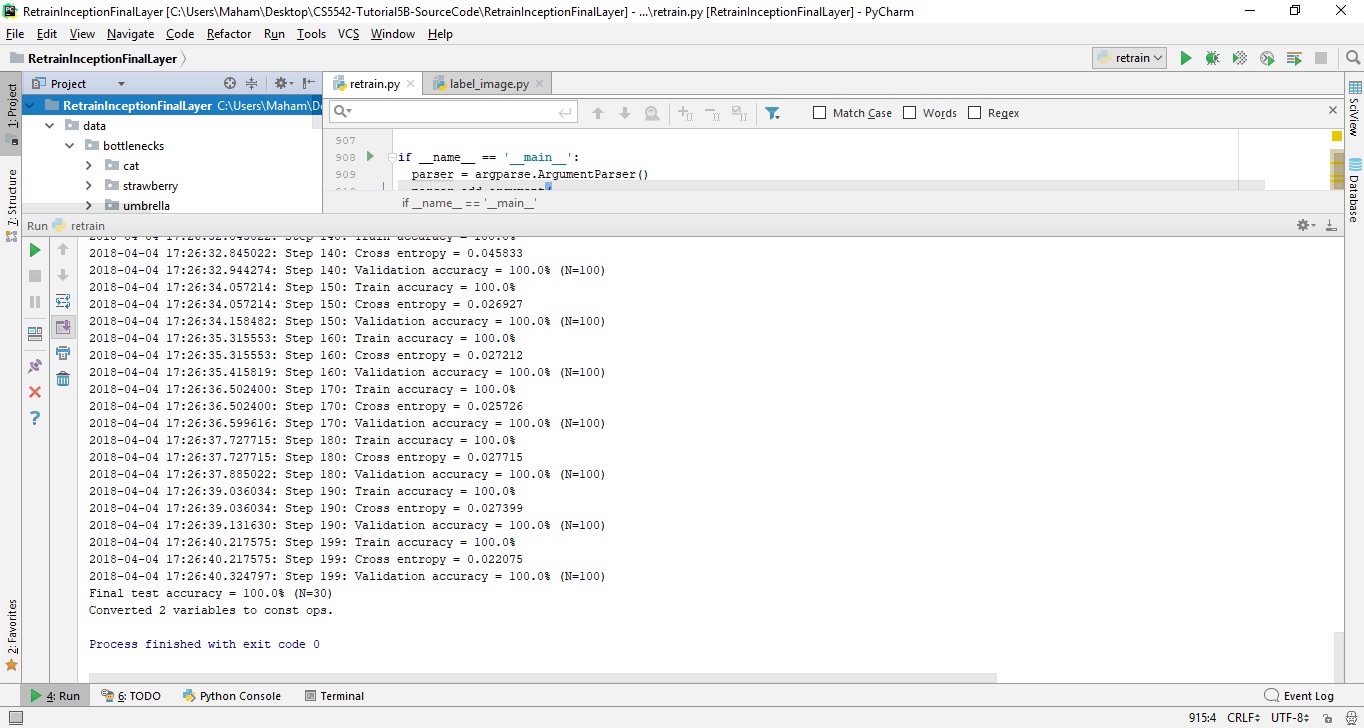 RetrainInceptionFinalLayer [C:\Users\Maham\Desktop\CS5542-Tutorial5B-SourceCode\RetrainInceptionFinalLayer] - ...\retrain.py [RetrainInceptionFinalLayer] - PyCharm
File Edit View Navigate Code Refactor Run Tools VCS Window Help
RetrainInceptionFinalLayer
retrain
Project
retrain.py
label_image.py
1: Project
RetrainInceptionFinalLayer C:\Users\Maham\D
data
bottlenecks
cat
strawberry
umbrella
Match Case
Words
Regex
907
908 if __name__ == '__main__':
909 parser = argparse.ArgumentParser()
if __name__ == '__main__'
SciView
Database
7: Structure
Run retrain
2018-04-04 17:26:32.845022: Step 140: Train accuracy = 100.0%
2018-04-04 17:26:32.845022: Step 140: Cross entropy = 0.045833
2018-04-04 17:26:32.944274: Step 140: Validation accuracy = 100.0% (N=100)
2018-04-04 17:26:34.057214: Step 150: Train accuracy = 100.0%
2018-04-04 17:26:34.057214: Step 150: Cross entropy = 0.026927
2018-04-04 17:26:34.158482: Step 150: Validation accuracy = 100.0% (N=100)
2018-04-04 17:26:35.315553: Step 160: Train accuracy = 100.0%
2018-04-04 17:26:35.315553: Step 160: Cross entropy = 0.027212
2018-04-04 17:26:35.415819: Step 160: Validation accuracy = 100.0% (N=100)
2018-04-04 17:26:36.502400: Step 170: Train accuracy = 100.0%
2018-04-04 17:26:36.502400: Step 170: Cross entropy = 0.025726
2018-04-04 17:26:36.599616: Step 170: Validation accuracy = 100.0% (N=100)
2018-04-04 17:26:37.727715: Step 180: Train accuracy = 100.0%
2018-04-04 17:26:37.727715: Step 180: Cross entropy = 0.027715
2018-04-04 17:26:37.885022: Step 180: Validation accuracy = 100.0% (N=100)
2018-04-04 17:26:39.036034: Step 190: Train accuracy = 100.0%
2018-04-04 17:26:39.036034: Step 190: Cross entropy = 0.027399
2018-04-04 17:26:39.131630: Step 190: Validation accuracy = 100.0% (N=100)
2018-04-04 17:26:40.217575: Step 199: Train accuracy = 100.0%
2018-04-04 17:26:40.217575: Step 199: Cross entropy = 0.022075
2018-04-04 17:26:40.324797: Step 199: Validation accuracy = 100.0% (N=100)
Final test accuracy = 100.0% (N=30)
Converted 2 variables to const ops.
Process finished with exit code 0
2: Favorites
4: Run
6: TODO
Python Console
Terminal
Event Log
915:4 CRLF UTF-8